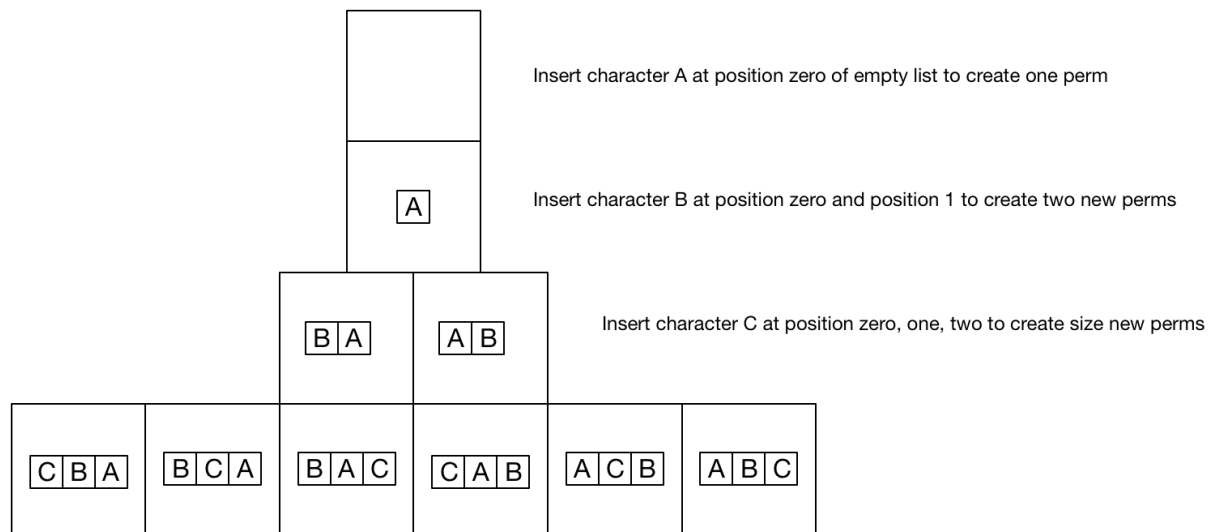 Insert character A at position zero of empty list to create one perm
A
Insert character B at position zero and position 1 to create two new perms
B A
A B
Insert character C at position zero, one, two to create size new perms
C B A
B C A
B A C
C A B
A C B
A B C